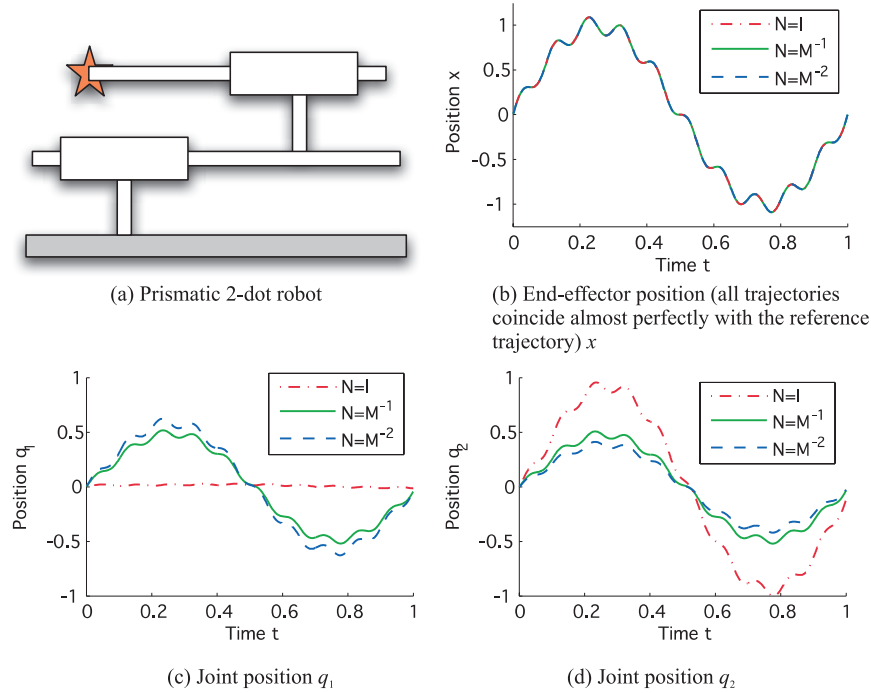 (a) Prismatic 2-dot robot
Position x
1
0.5
0
-0.5
-1
0
0.2
0.4
0.6
0.8
1
Time t
N=I
N=M⁻¹
N=M⁻²
(b) End-effector position (all trajectories
coincide almost perfectly with the reference
trajectory) x
Position q₁
1
0.5
0
-0.5
-1
0
0.2
0.4
0.6
0.8
1
Time t
N=I
N=M⁻¹
N=M⁻²
(c) Joint position q₁
Position q₂
1
0.5
0
-0.5
-1
0
0.2
0.4
0.6
0.8
1
Time t
N=I
N=M⁻¹
N=M⁻²
(d) Joint position q₂